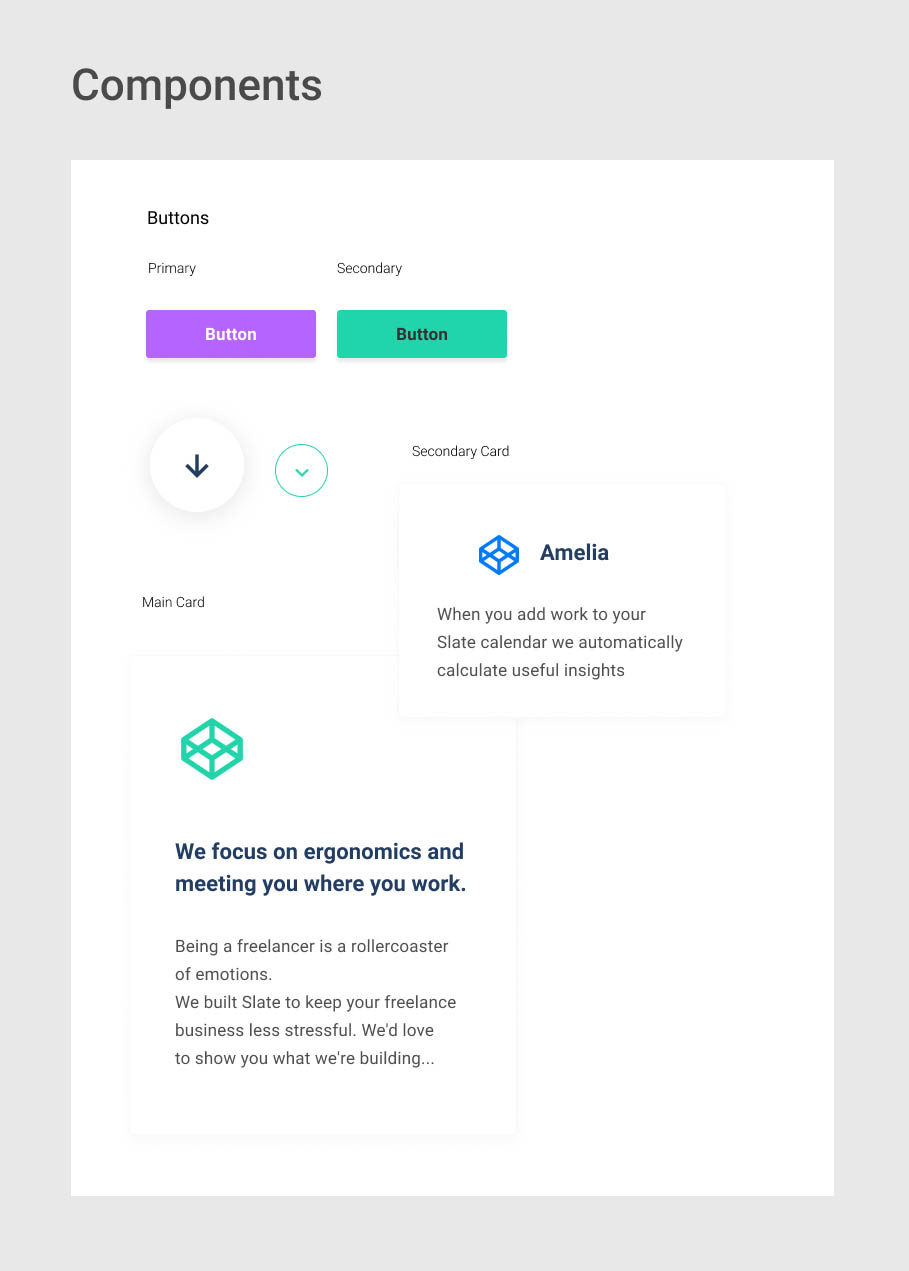 Components
Buttons
Primary
Secondary
Button
Button
Secondary Card
Amelia
When you add work to your
Slate calendar we automatically
calculate useful insights
Main Card
We focus on ergonomics and
meeting you where you work.
Being a freelancer is a rollercoaster
of emotions.
We built Slate to keep your freelance
business less stressful. We'd love
to show you what we're building...